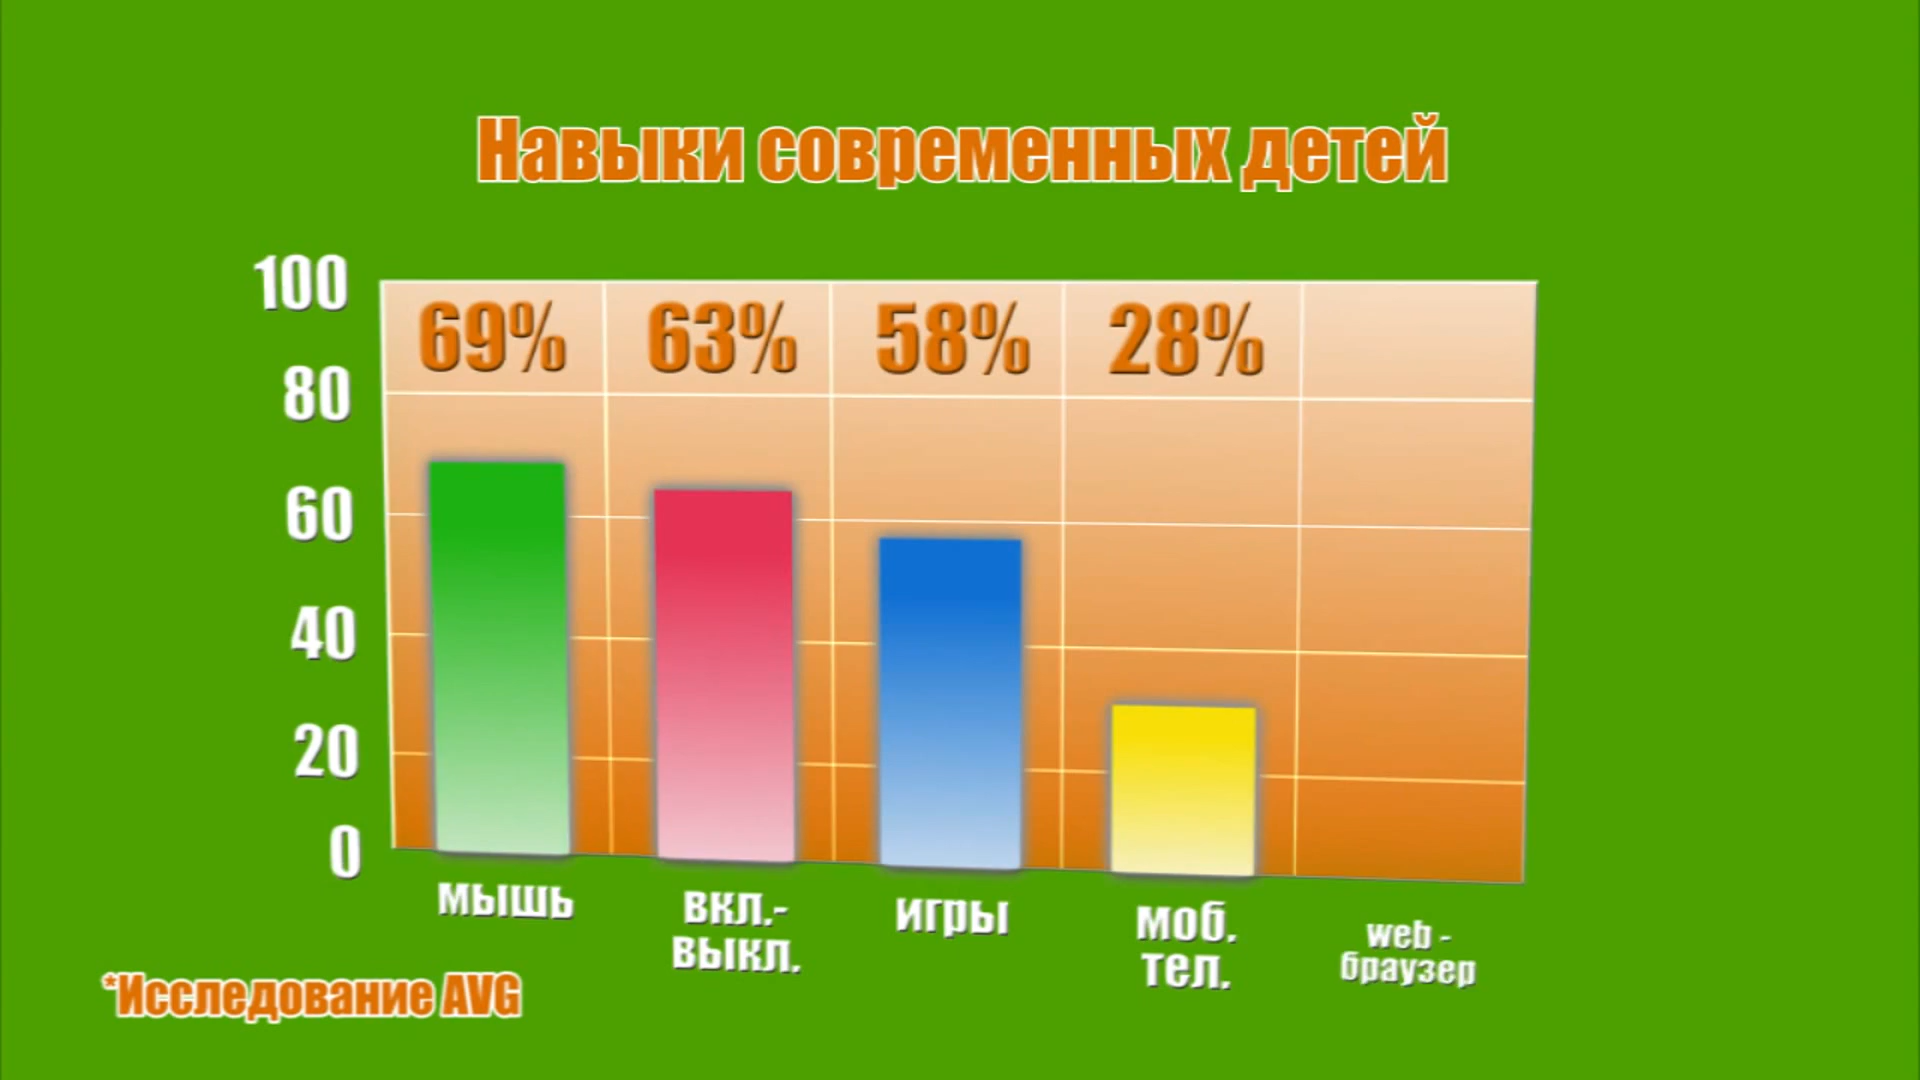 Навыки современных детей
100
69% 63% 58% 28%
80
60
40
20
0
мышь
вкл.-
выкл.
игры
моб.
тел.
web -
браузер
*Исследование AVG